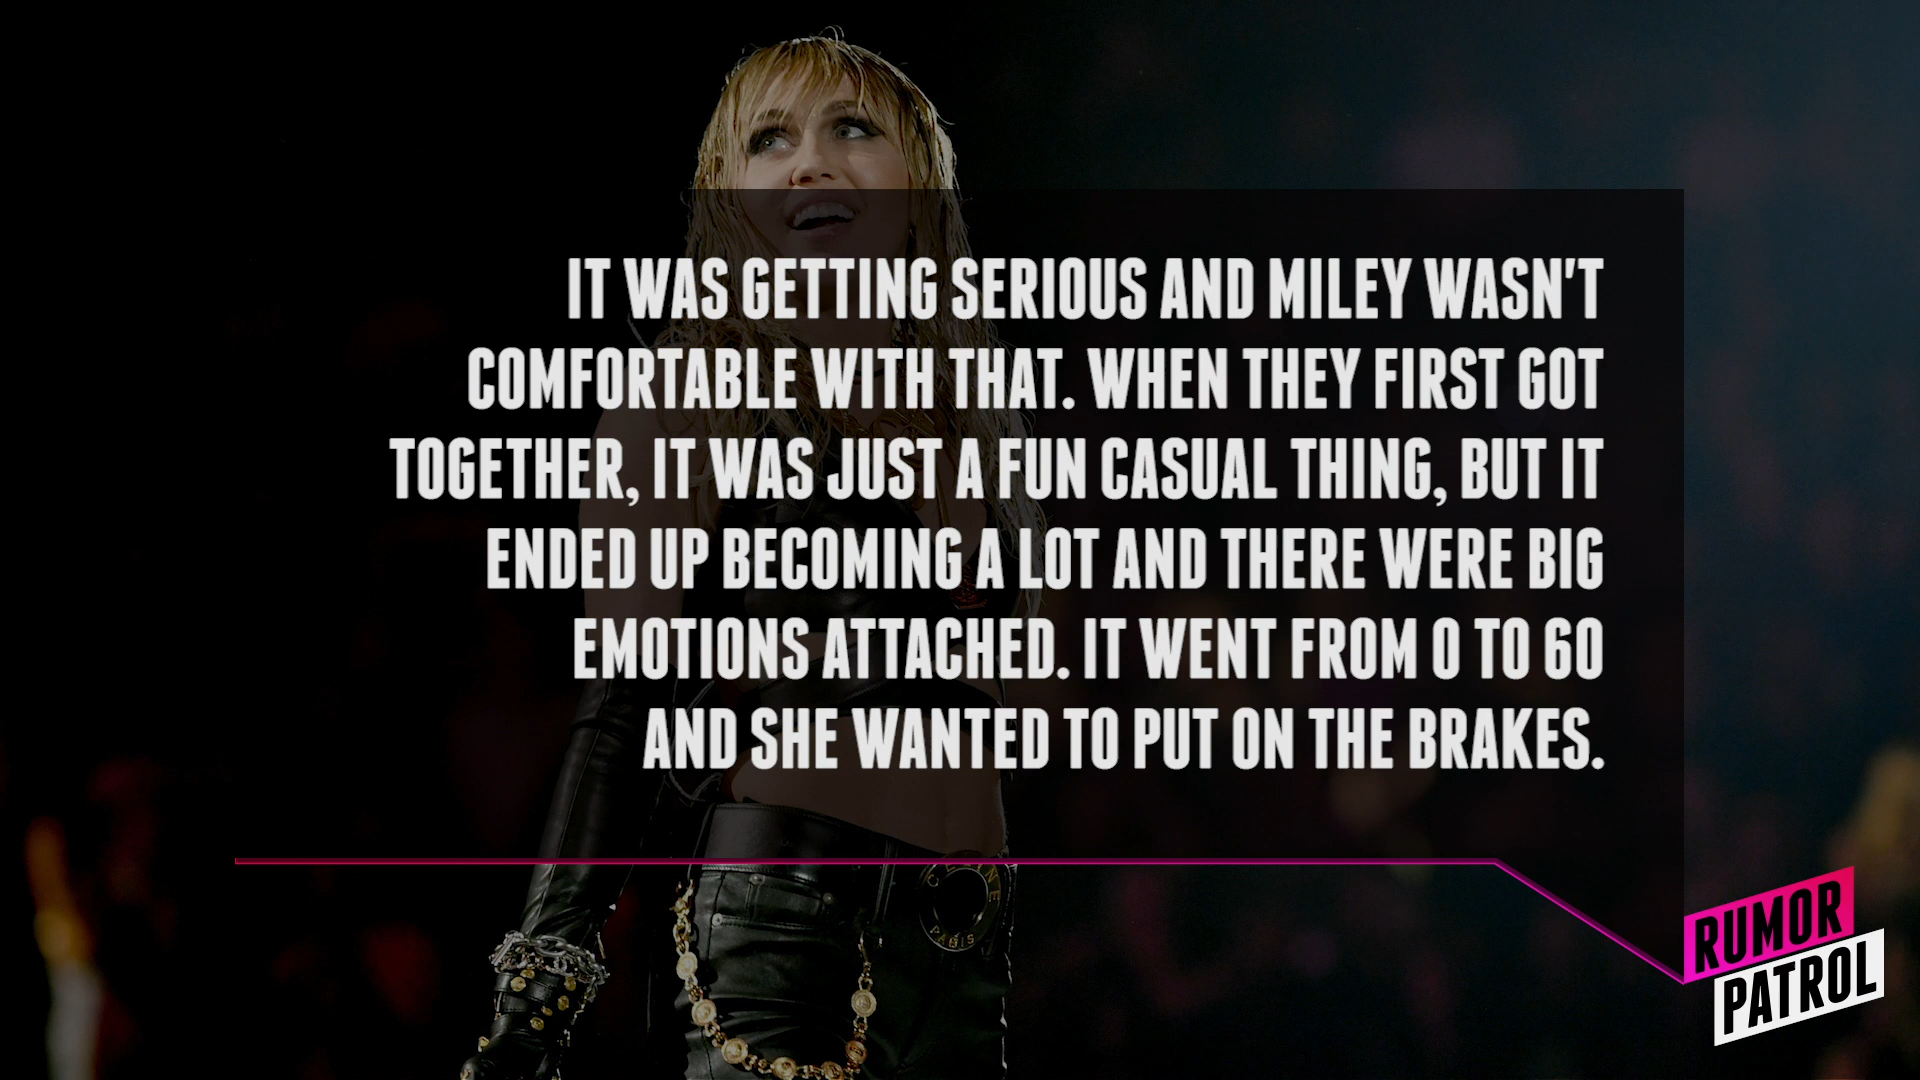 IT WAS GETTING SERIOUS AND MILEY WASN'T
COMFORTABLE WITH THAT. WHEN THEY FIRST GOT
TOGETHER, IT WAS JUST A FUN CASUAL THING, BUT IT
ENDED UP BECOMING A LOT AND THERE WERE BIG
EMOTIONS ATTACHED. IT WENT FROM 0 TO 60
AND SHE WANTED TO PUT ON THE BRAKES.
CELINE
PARIS
RUMOR
PATROL